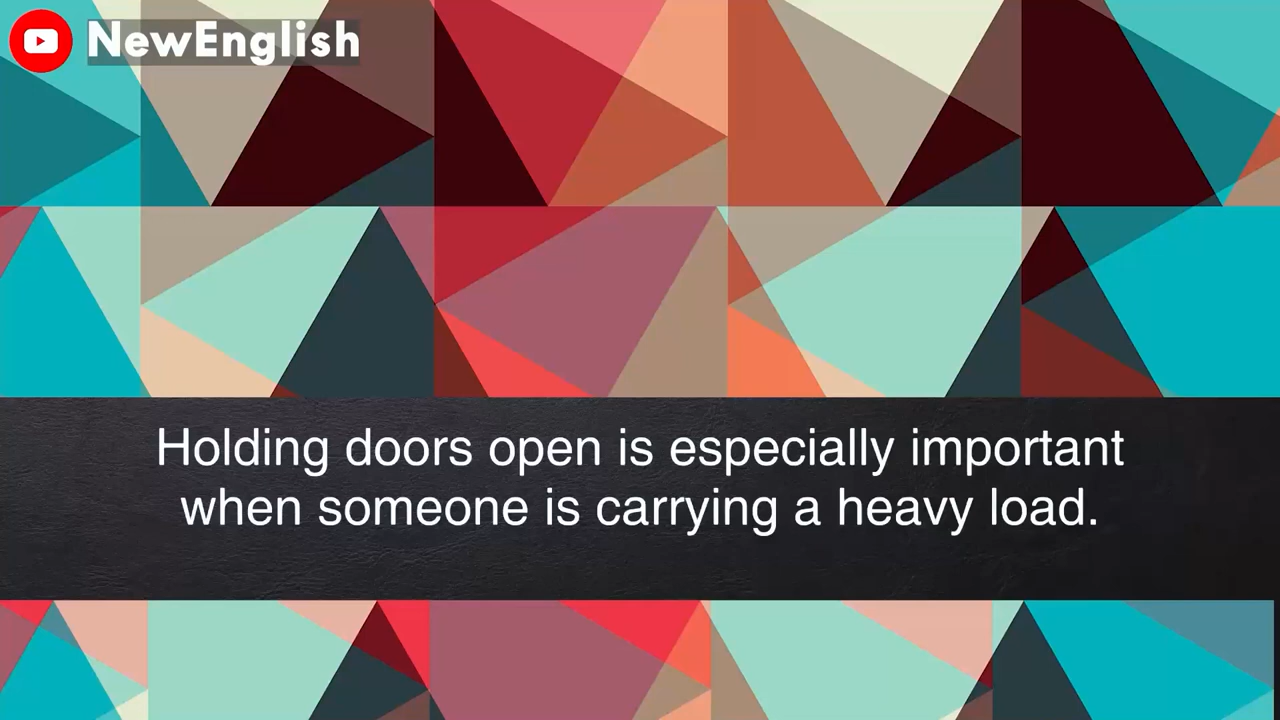 NewEnglish
Holding doors open is especially important
when someone is carrying a heavy load.